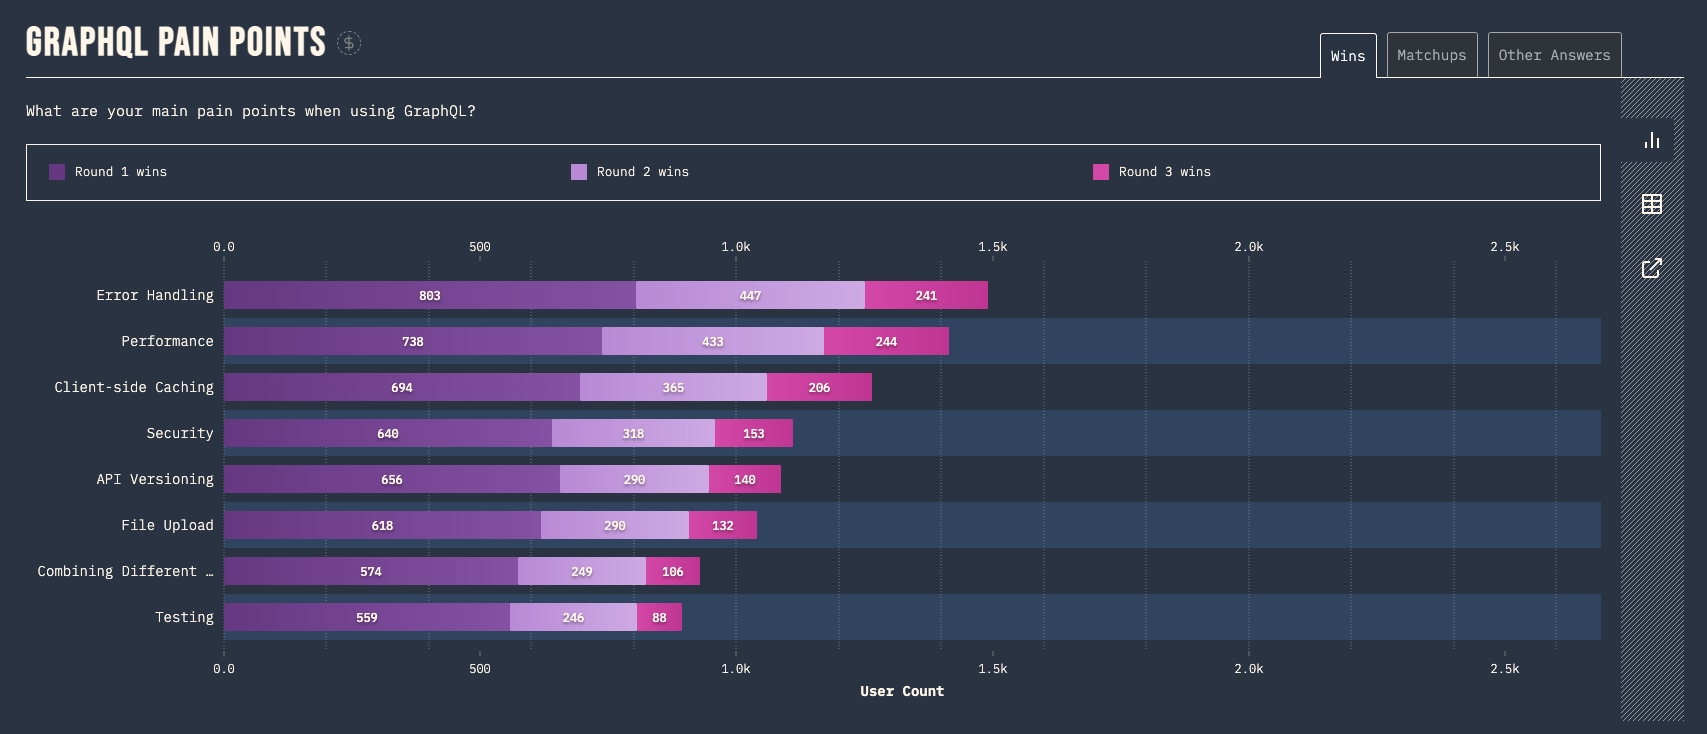 GRAPHQL PAIN POINTS $
Wins Matchups Other Answers
What are your main pain points when using GraphQL?
Round 1 wins Round 2 wins Round 3 wins
0.0 500 1.0k 1.5k 2.0k 2.5k
Error Handling 803 447 241
Performance 738 433 244
Client-side Caching 694 365 206
Security 640 318 153
API Versioning 656 290 140
File Upload 618 290 132
Combining Different … 574 249 106
Testing 559 246 88
0.0 500 1.0k 1.5k 2.0k 2.5k
User Count